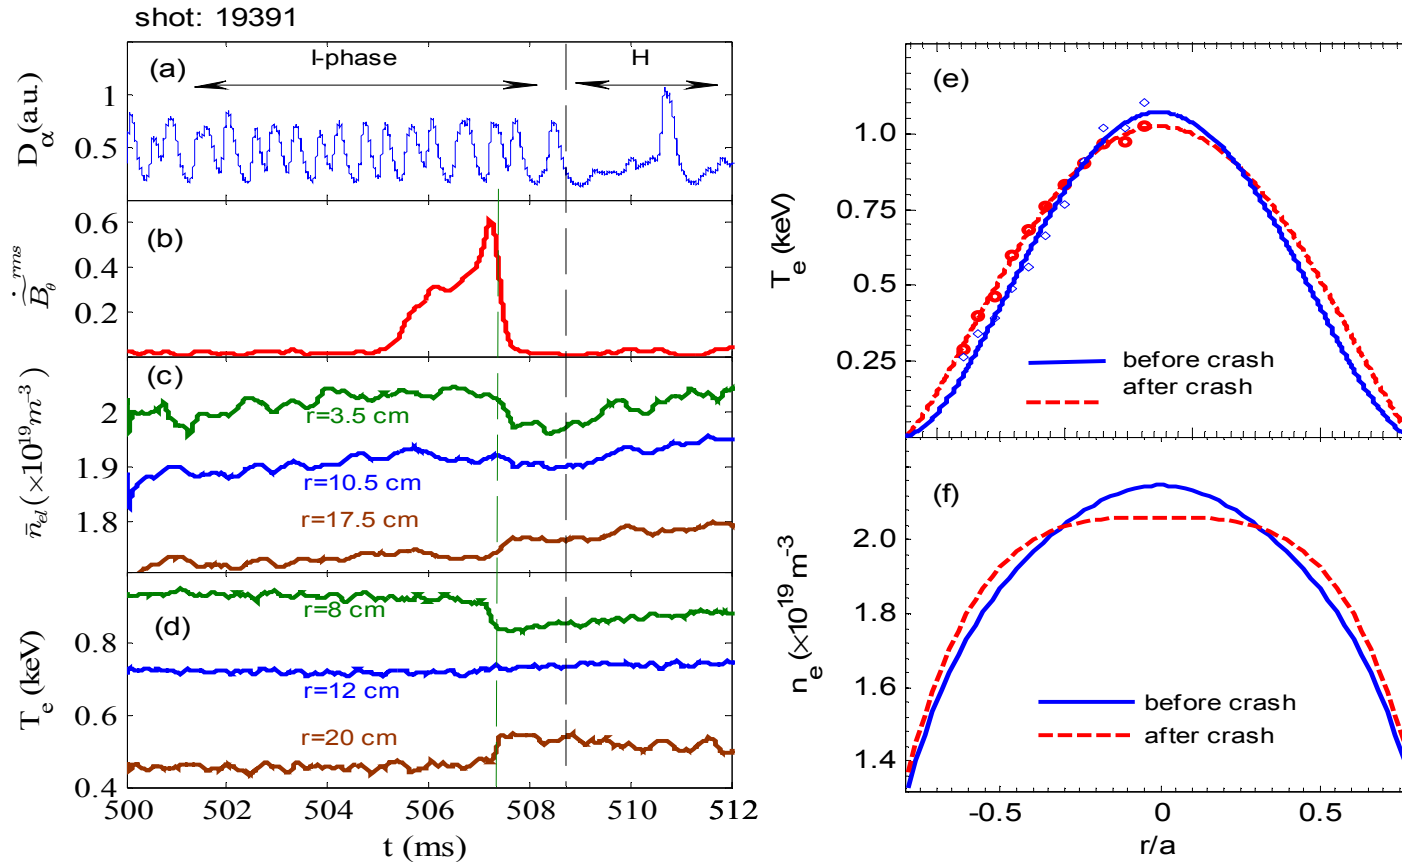 shot: 19391
(a)
I-phase
H
D_α(a.u.)
1
0.5
(b)
\dot{\widetilde{B}}_θ^{rms}
0.6
0.4
0.2
(c)
n̄_{el} (×10^{19}m^{-3})
2
1.9
1.8
r=3.5 cm
r=10.5 cm
r=17.5 cm
(d)
T_e (keV)
0.8
0.6
0.4
r=8 cm
r=12 cm
r=20 cm
500
502
504
506
508
510
512
t (ms)
(e)
T_e (keV)
1.0
0.75
0.5
0.25
before crash
after crash
(f)
n_e (×10^{19} m^{-3})
2.0
1.8
1.6
1.4
before crash
after crash
-0.5
0
0.5
r/a